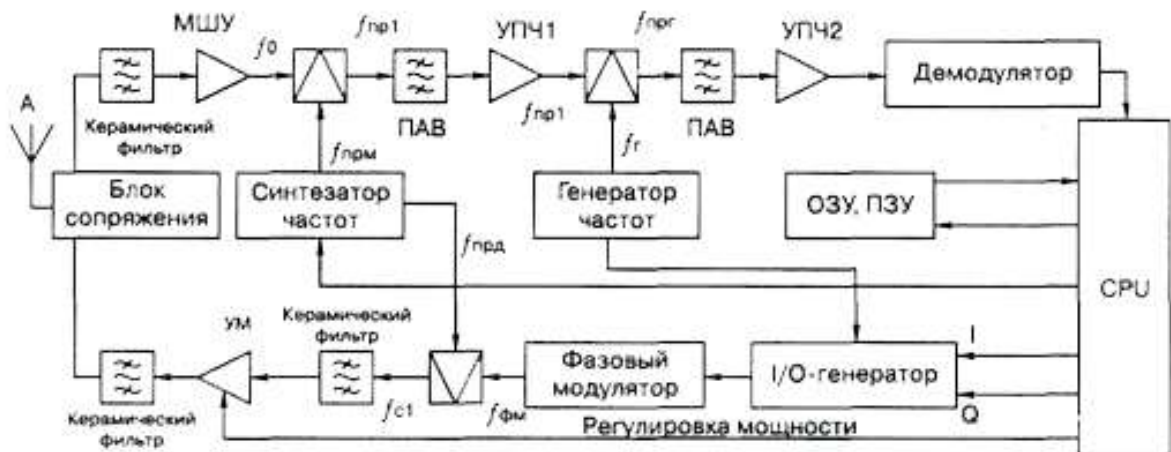 МШУ
f0
fпр1
УПЧ1
fпрг
УПЧ2
Демодулятор
А
Керамический
фильтр
ПАВ
fпр1
ПАВ
fпрм
fг
Блок
сопряжения
Синтезатор
частот
Генератор
частот
ОЗУ, ПЗУ
fпрд
CPU
УМ
Керамический
фильтр
Фазовый
модулятор
I/O-генератор
I
Q
Керамический
фильтр
fс1
fфм
Регулировка мощности